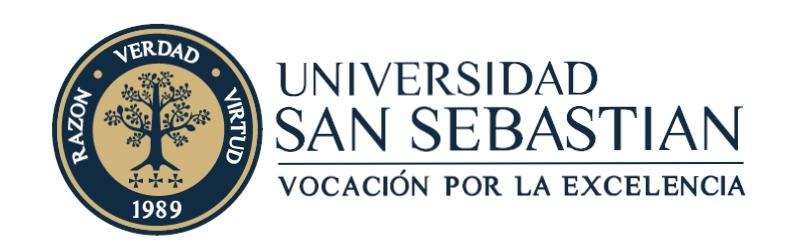 RAZON
VERDAD
VIRTUD
1989
UNIVERSIDAD
SAN SEBASTIAN
VOCACIÓN POR LA EXCELENCIA